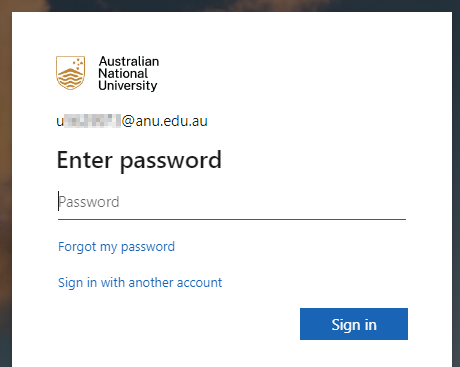 Australian
National
University
u@anu.edu.au
Enter password
Password
Forgot my password
Sign in with another account
Sign in